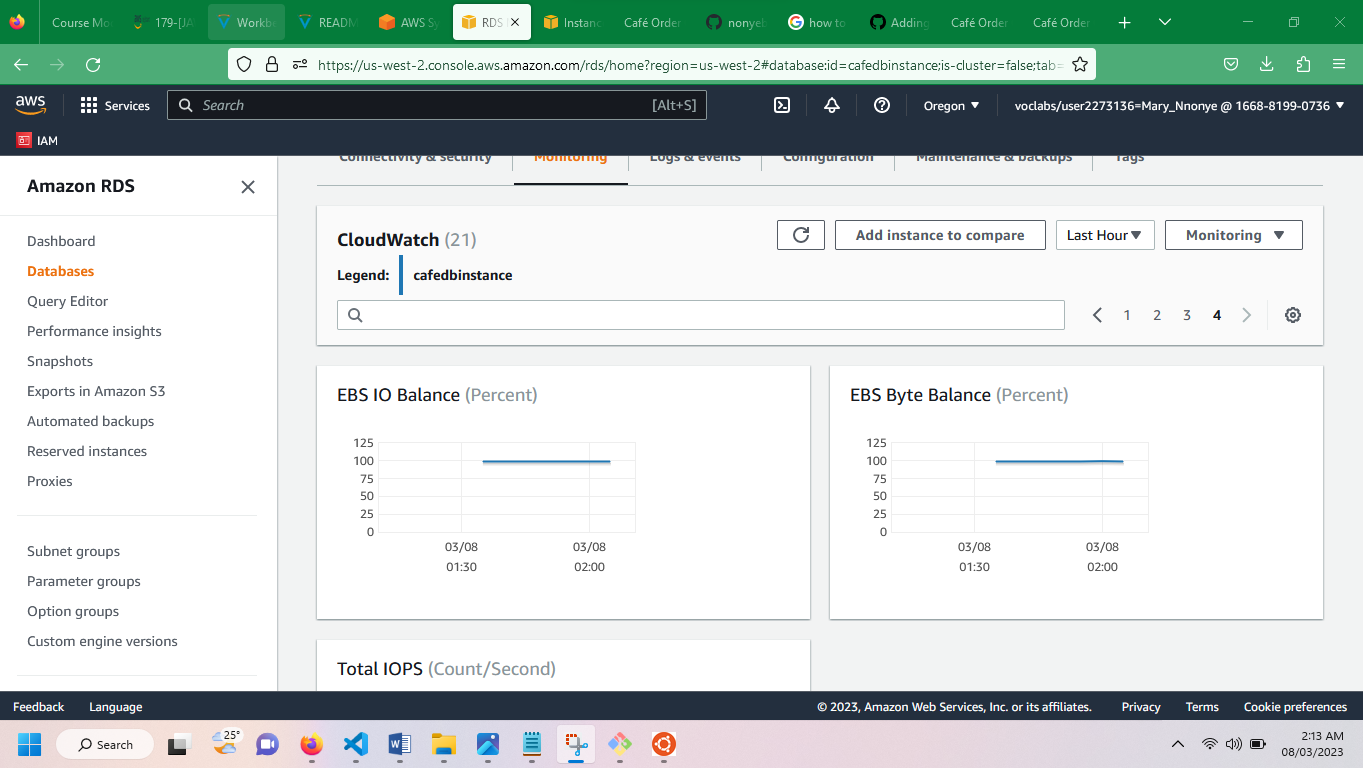 Course Mo
179-[JA
Workb
README
AWS Sy
RDS
Instanc
Café Order
nonyeb
how to
Adding
Café Order
Café Order
https://us-west-2.console.aws.amazon.com/rds/home?region=us-west-2#database:id=cafedbinstance;is-cluster=false;tab=
aws
Services
Search
[Alt+S]
Oregon
voclabs/user2273136=Mary_Nnonye @ 1668-8199-0736
IAM
Connectivity & security
Monitoring
Logs & events
Configuration
Maintenance & backups
Tags
Amazon RDS
Dashboard
Databases
Query Editor
Performance insights
Snapshots
Exports in Amazon S3
Automated backups
Reserved instances
Proxies
Subnet groups
Parameter groups
Option groups
Custom engine versions
CloudWatch (21)
Add instance to compare
Last Hour
Monitoring
Legend:
cafedbinstance
1 2 3 4
EBS IO Balance (Percent)
125
100
75
50
25
0
03/08
01:30
03/08
02:00
EBS Byte Balance (Percent)
125
100
75
50
25
0
03/08
01:30
03/08
02:00
Total IOPS (Count/Second)
Feedback
Language
© 2023, Amazon Web Services, Inc. or its affiliates.
Privacy
Terms
Cookie preferences
Search
25°
2:13 AM
08/03/2023